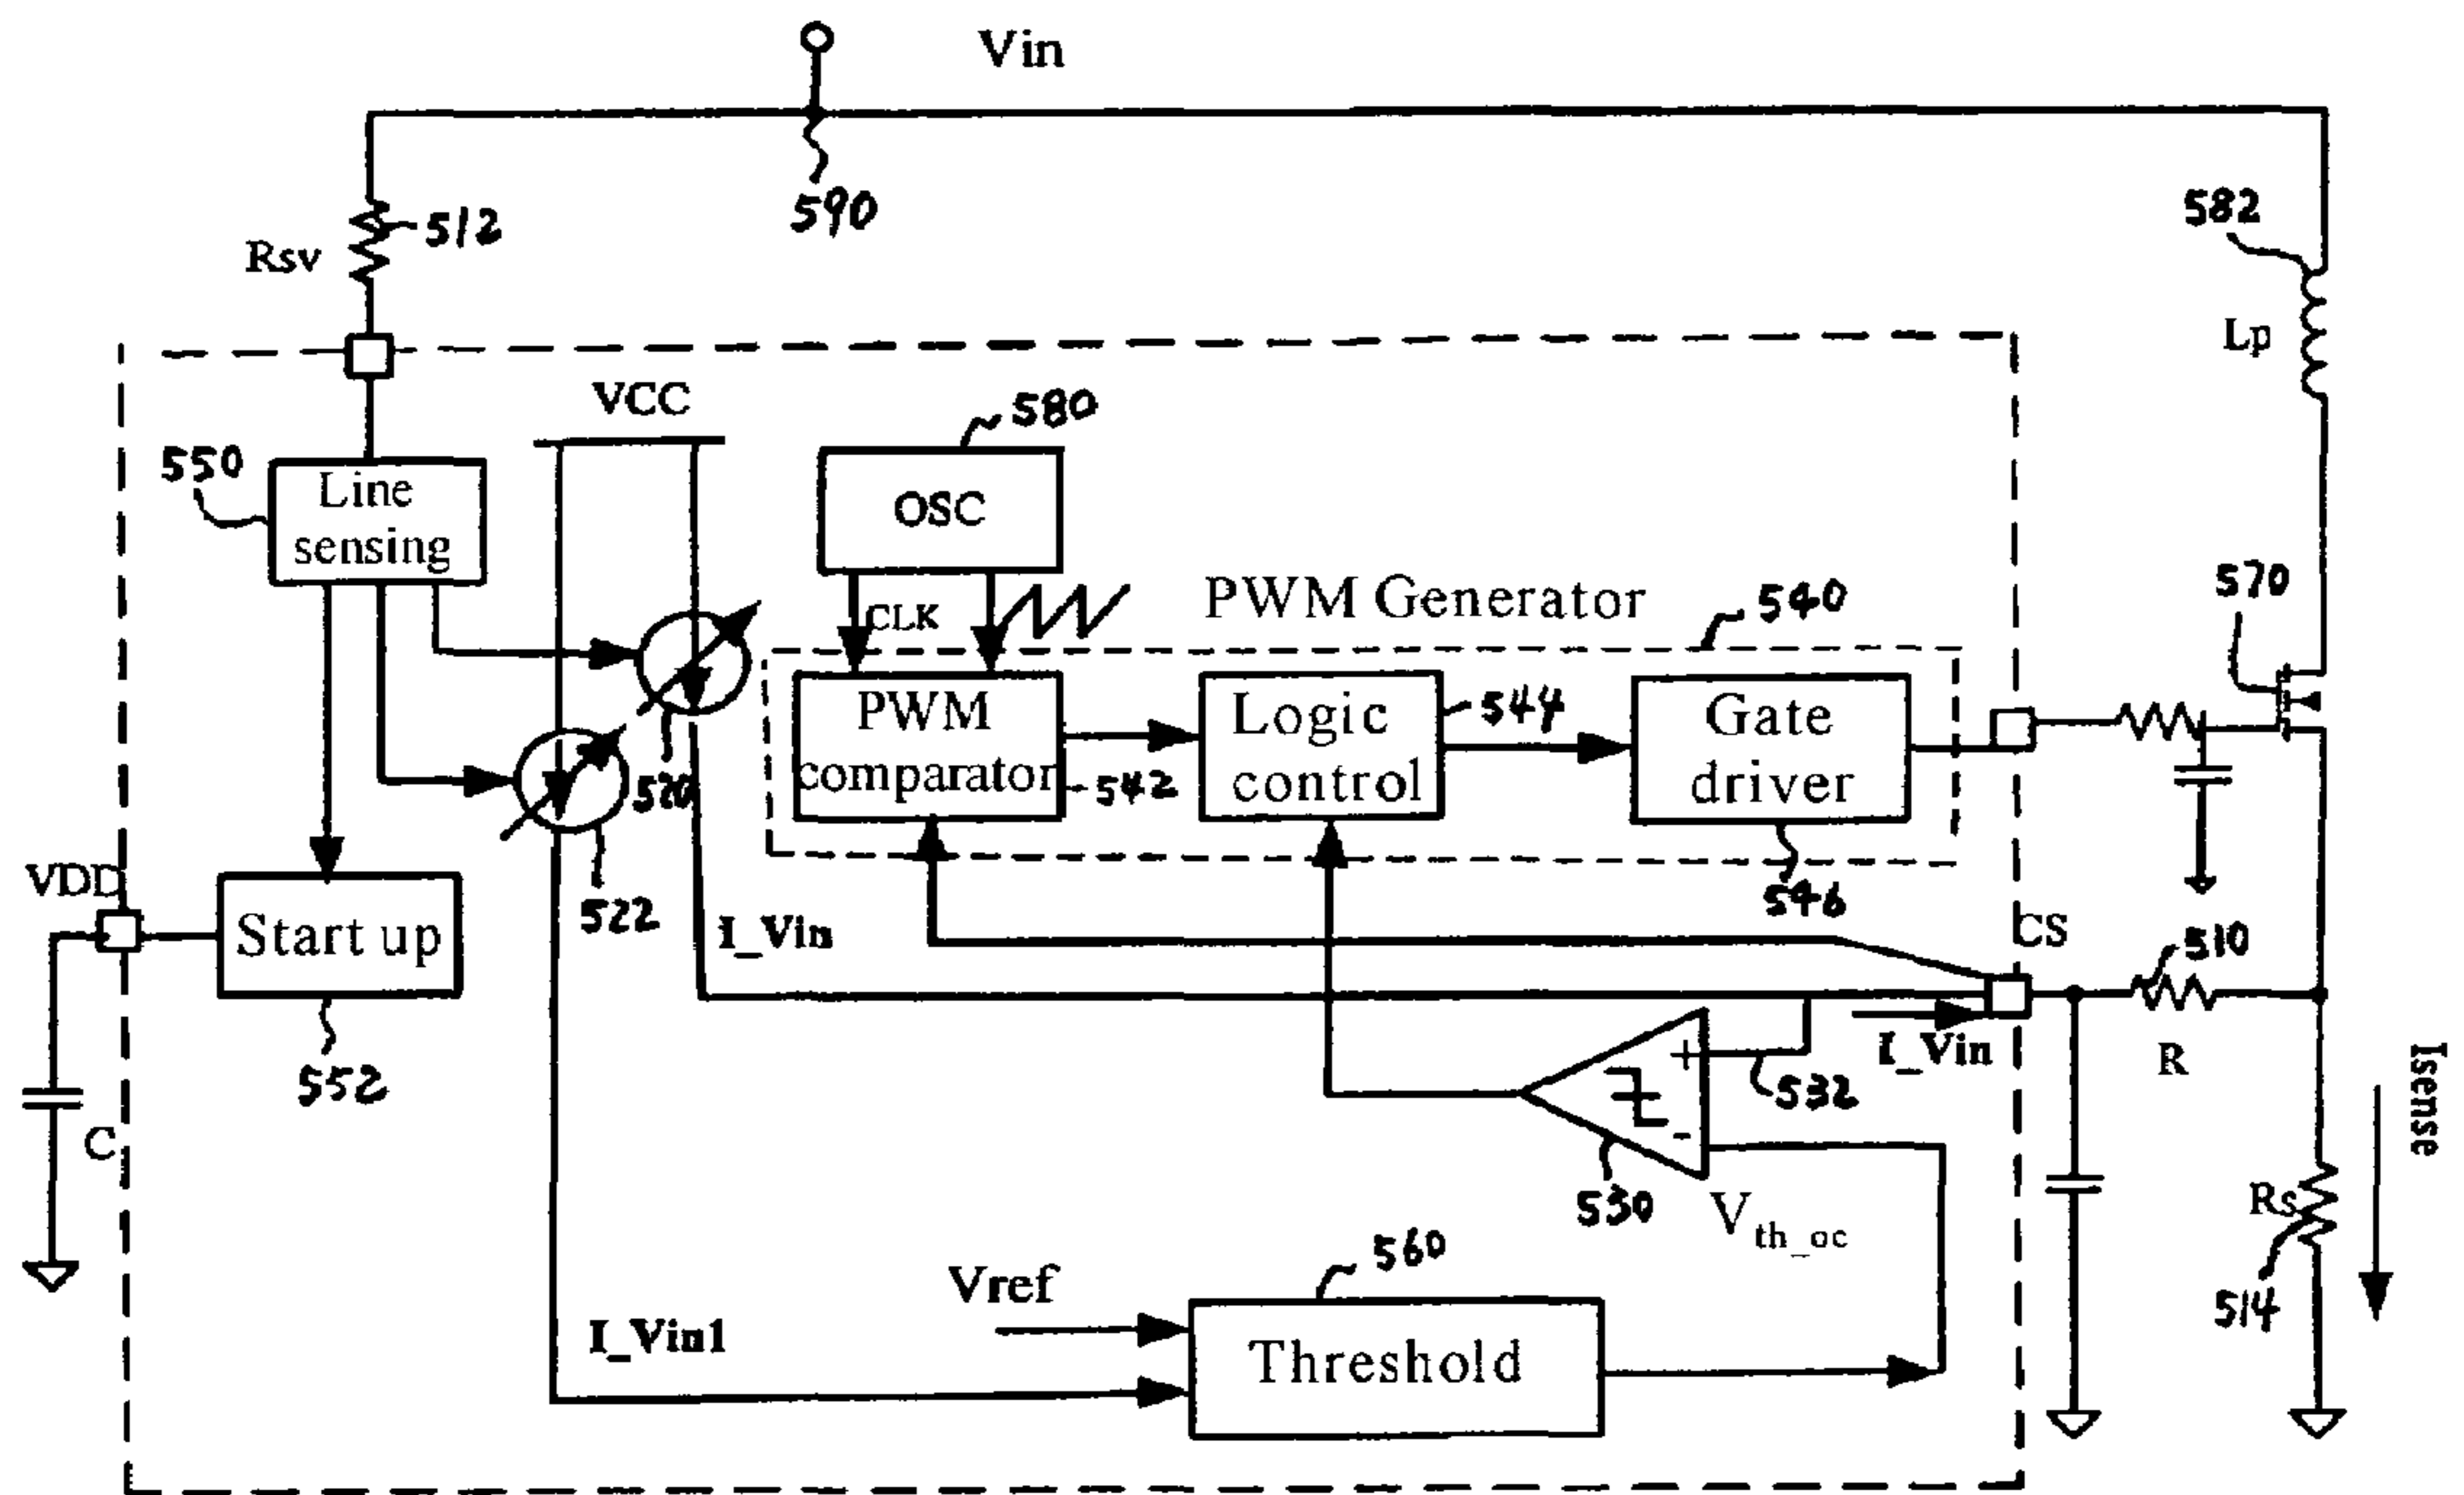 Vin
590
512
Rsv
582
Lp
VCC
580
550
Line
sensing
OSC
CLK
PWM Generator
540
570
PWM
comparator
542
Logic
control
544
Gate
driver
546
520
522
VDD
Start up
552
C
I_Vin
CS
510
R
I_Vin
Isense
+
532
-
530
V
th_oc
Rs
514
Vref
560
I_Vin1
Threshold